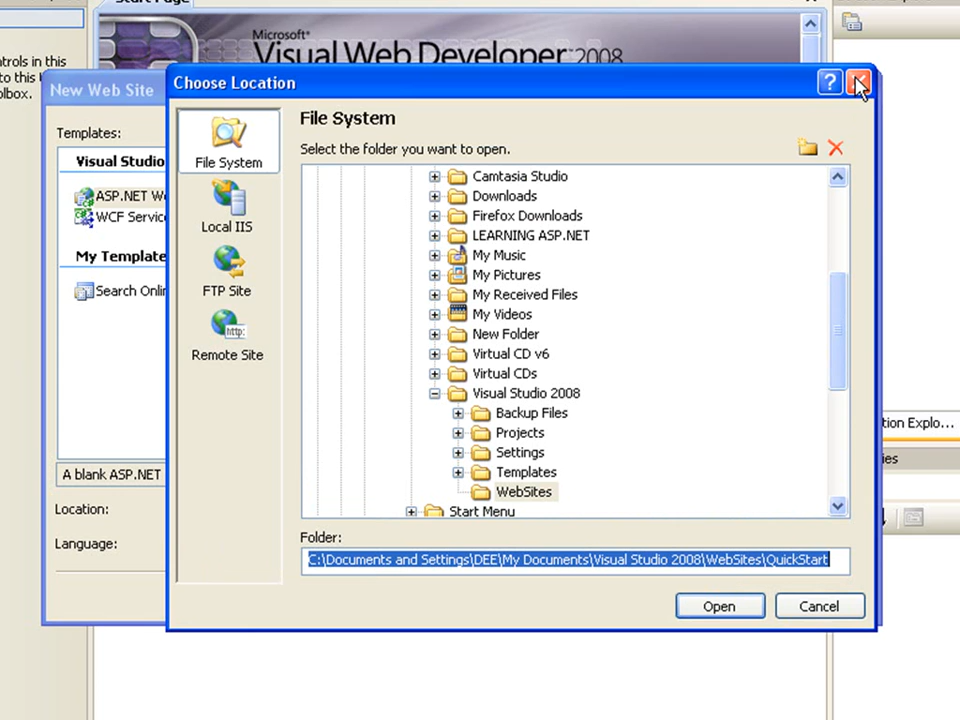 Start Page
Microsoft®
Visual Web Developer 2008
ntrols in this
to this
lbox.
New Web Site
Choose Location
?
Templates:
Visual Studio
ASP.NET W
WCF Servic
My Template
Search Onlin
A blank ASP.NET
Location:
Language:
File System
Local IIS
FTP Site
http:
Remote Site
File System
Select the folder you want to open.
Camtasia Studio
Downloads
Firefox Downloads
LEARNING ASP.NET
My Music
My Pictures
My Received Files
My Videos
New Folder
Virtual CD v6
Virtual CDs
Visual Studio 2008
Backup Files
Projects
Settings
Templates
WebSites
Start Menu
Folder:
C:\Documents and Settings\DEE\My Documents\Visual Studio 2008\WebSites\QuickStart
Open
Cancel
tion Explo...
ies